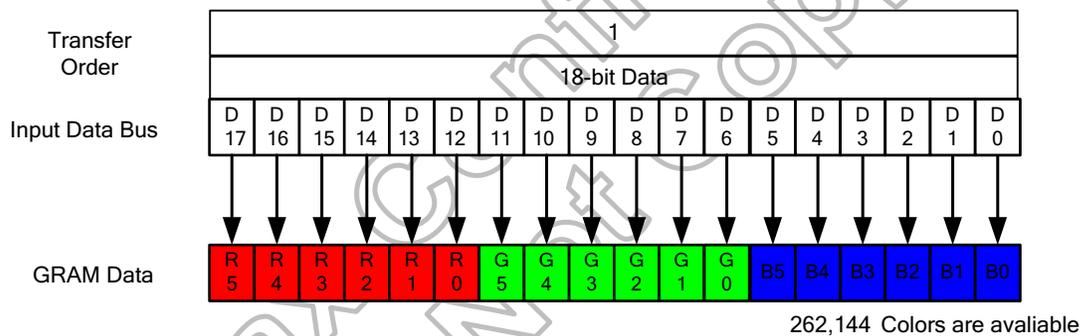 Transfer
Order
1
18-bit Data
Input Data Bus
D D D D D D D D D D D D D D D D D D
17 16 15 14 13 12 11 10 9 8 7 6 5 4 3 2 1 0
GRAM Data
R R R R R R G G G G G G B5 B4 B3 B2 B1 B0
5 4 3 2 1 0 5 4 3 2 1 0
262,144 Colors are avaliable